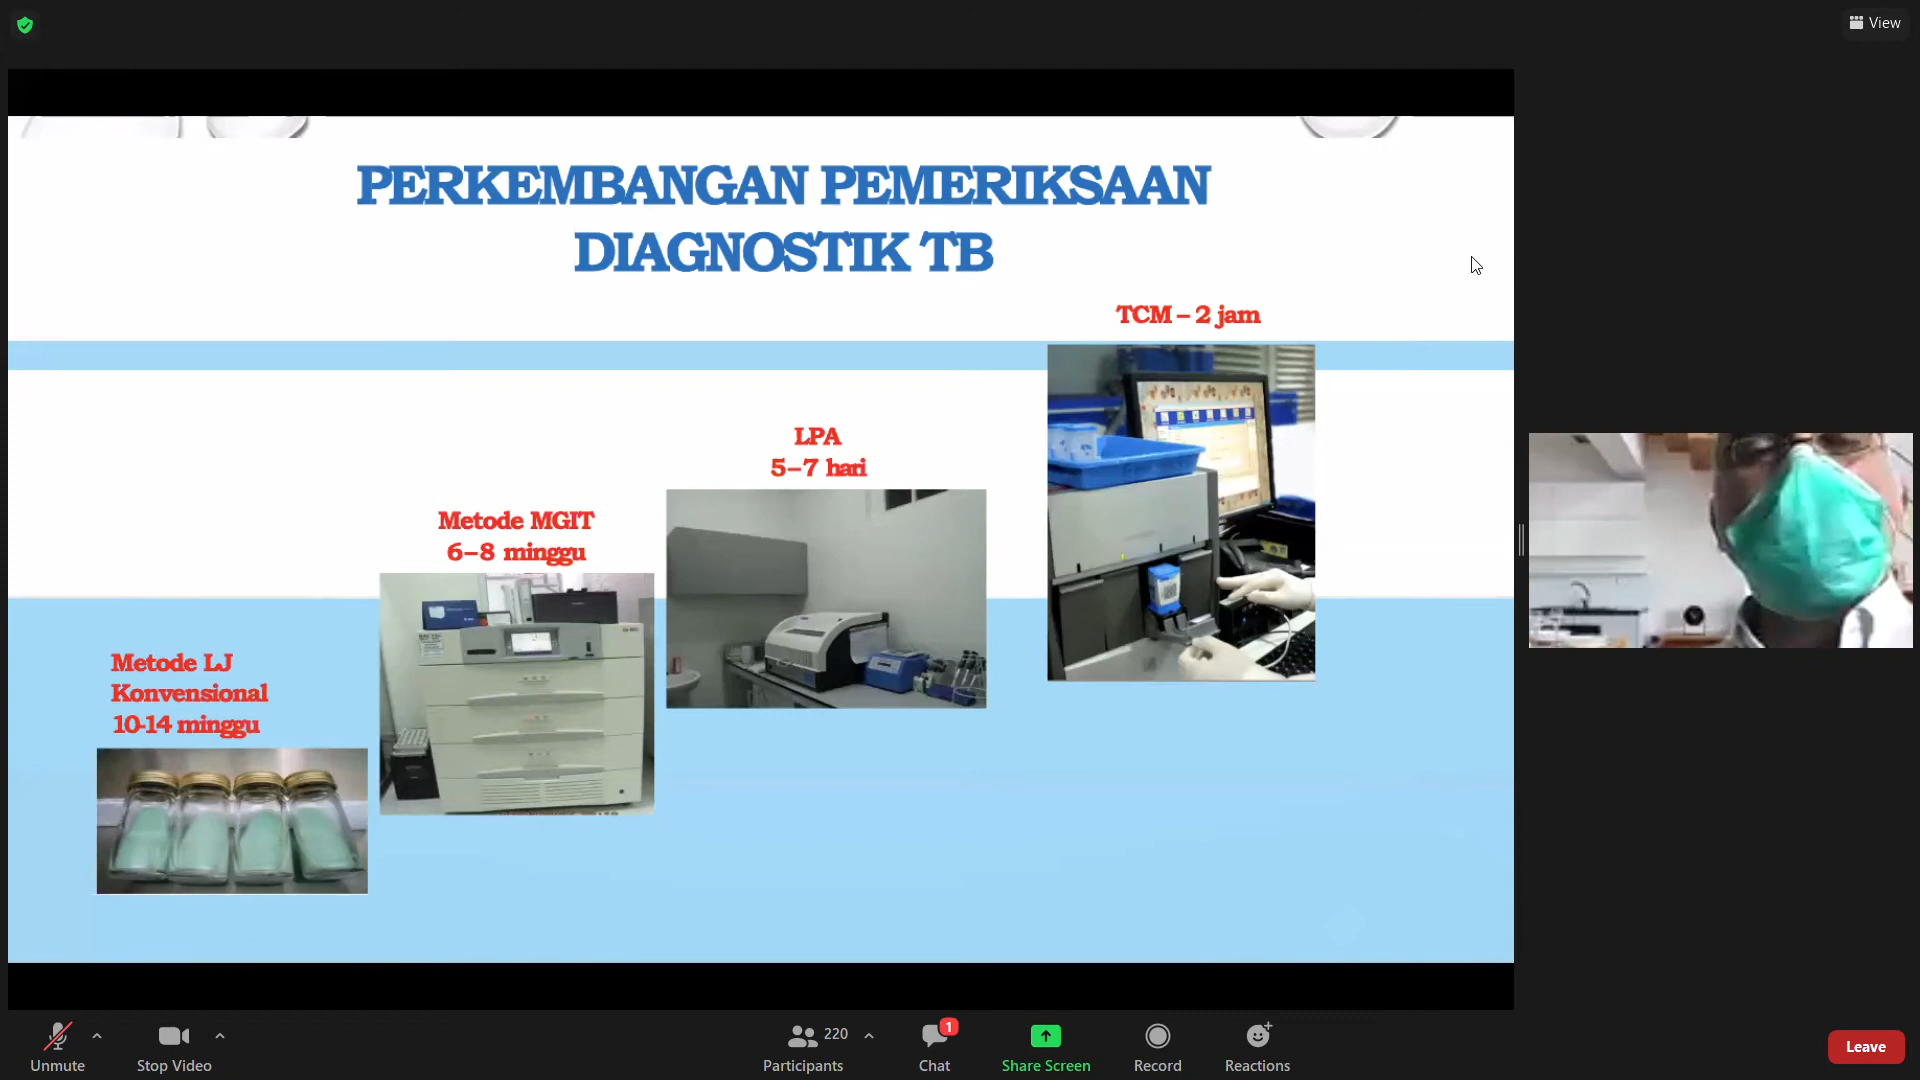 View
PERKEMBANGAN PEMERIKSAAN
DIAGNOSTIK TB
TCM – 2 jam
LPA
5–7 hari
Metode MGIT
6–8 minggu
Metode LJ
Konvensional
10-14 minggu
Unmute
Stop Video
220
Participants
1
Chat
Share Screen
Record
Reactions
Leave